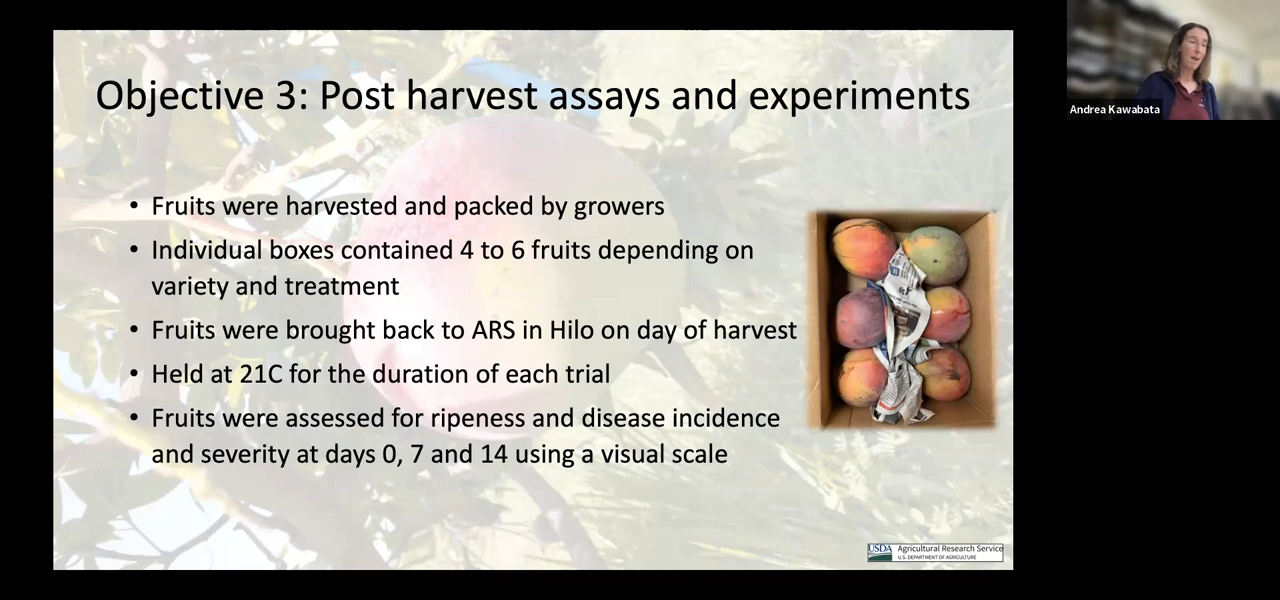 Objective 3: Post harvest assays and experiments
• Fruits were harvested and packed by growers
• Individual boxes contained 4 to 6 fruits depending on
variety and treatment
• Fruits were brought back to ARS in Hilo on day of harvest
• Held at 21C for the duration of each trial
• Fruits were assessed for ripeness and disease incidence
and severity at days 0, 7 and 14 using a visual scale
USDA
Agricultural Research Service
U.S. DEPARTMENT OF AGRICULTURE
Andrea Kawabata